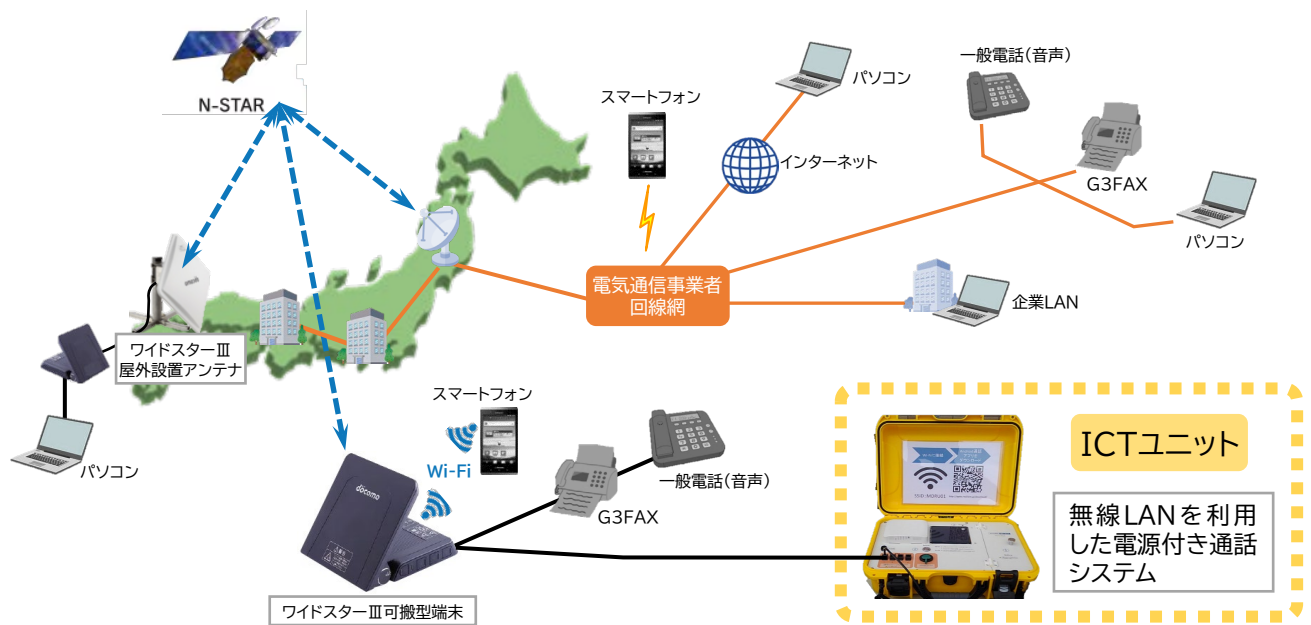 N-STAR
スマートフォン
パソコン
インターネット
一般電話(音声)
G3FAX
パソコン
電気通信事業者
回線網
企業LAN
ワイドスターⅢ
屋外設置アンテナ
パソコン
スマートフォン
Wi-Fi
一般電話(音声)
G3FAX
docomo
ワイドスターⅢ可搬型端末
ICTユニット
無線LANを利用
した電源付き通話
システム